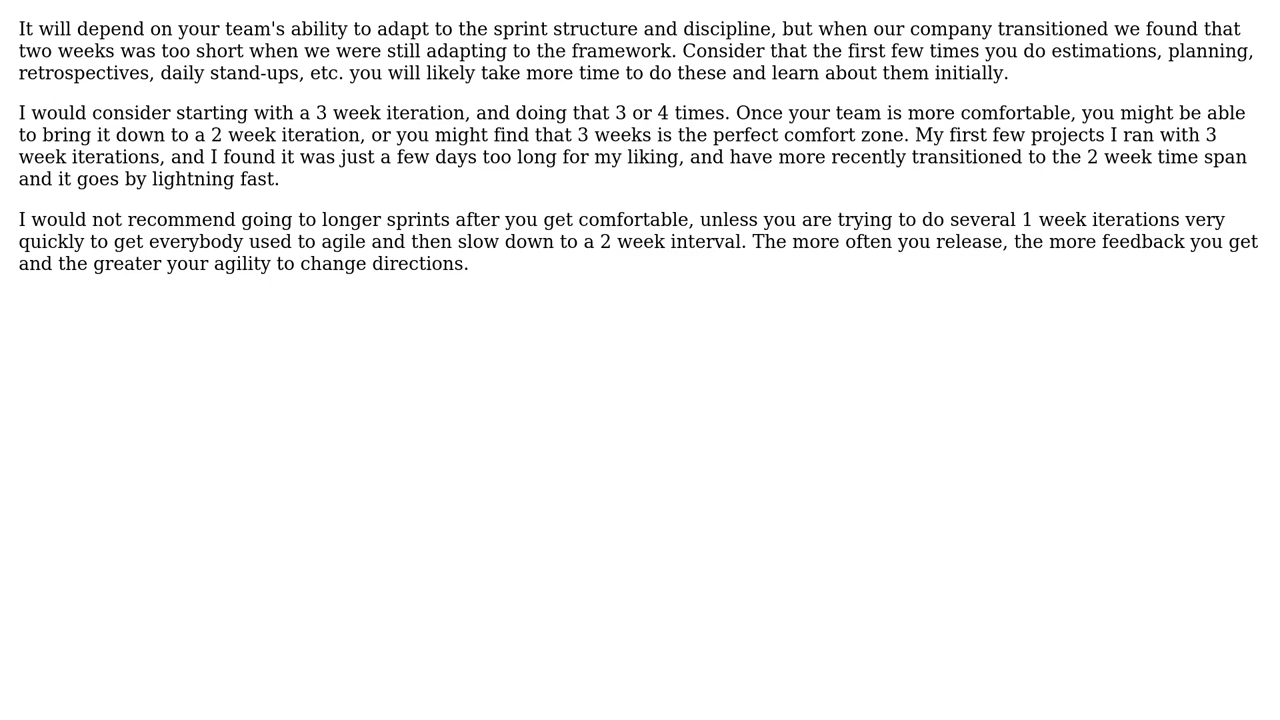 It will depend on your team's ability to adapt to the sprint structure and discipline, but when our company transitioned we found that
two weeks was too short when we were still adapting to the framework. Consider that the first few times you do estimations, planning,
retrospectives, daily stand-ups, etc. you will likely take more time to do these and learn about them initially.
I would consider starting with a 3 week iteration, and doing that 3 or 4 times. Once your team is more comfortable, you might be able
to bring it down to a 2 week iteration, or you might find that 3 weeks is the perfect comfort zone. My first few projects I ran with 3
week iterations, and I found it was just a few days too long for my liking, and have more recently transitioned to the 2 week time span
and it goes by lightning fast.
I would not recommend going to longer sprints after you get comfortable, unless you are trying to do several 1 week iterations very
quickly to get everybody used to agile and then slow down to a 2 week interval. The more often you release, the more feedback you get
and the greater your agility to change directions.